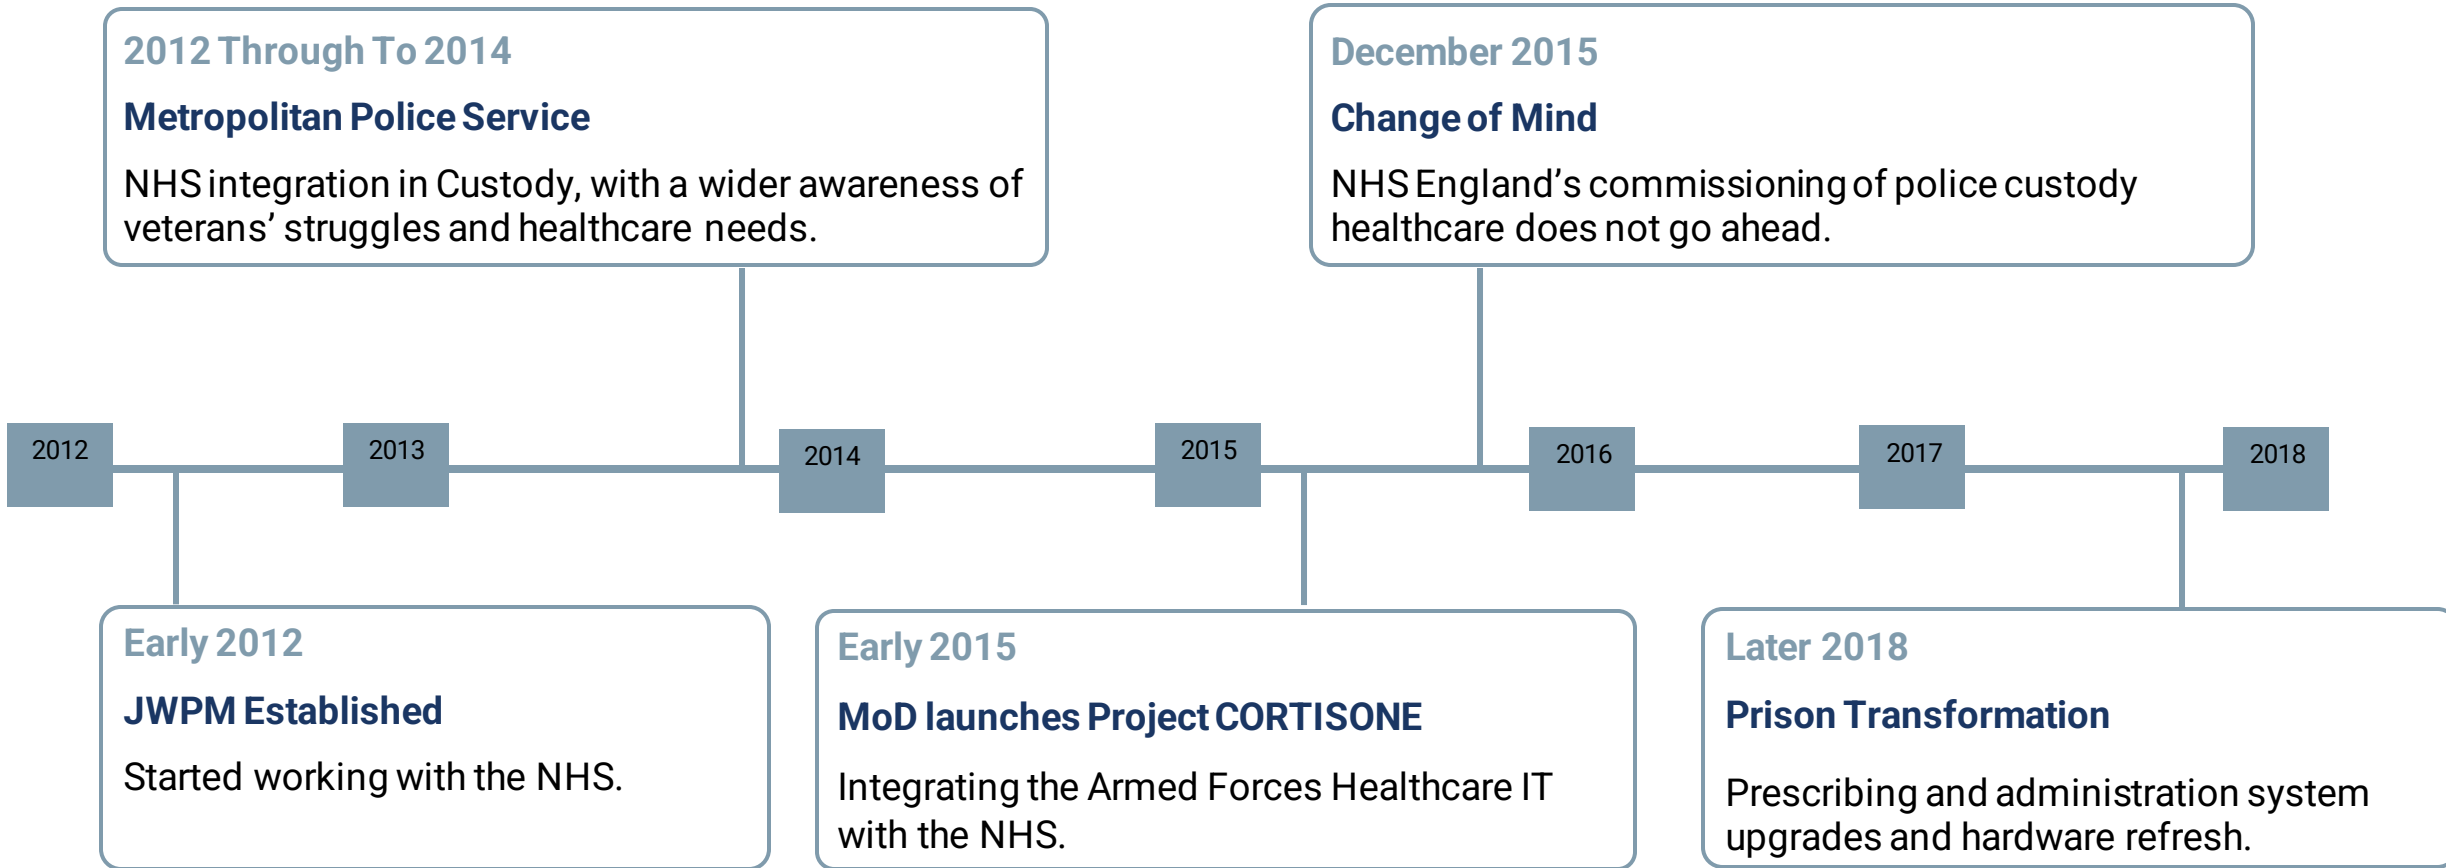 2012 Through To 2014
Metropolitan Police Service
NHS integration in Custody, with a wider awareness of
veterans’ struggles and healthcare needs.
December 2015
Change of Mind
NHS England’s commissioning of police custody
healthcare does not go ahead.
2012
2013
2014
2015
2016
2017
2018
Early 2012
JWPM Established
Started working with the NHS.
Early 2015
MoD launches Project CORTISONE
Integrating the Armed Forces Healthcare IT
with the NHS.
Later 2018
Prison Transformation
Prescribing and administration system
upgrades and hardware refresh.